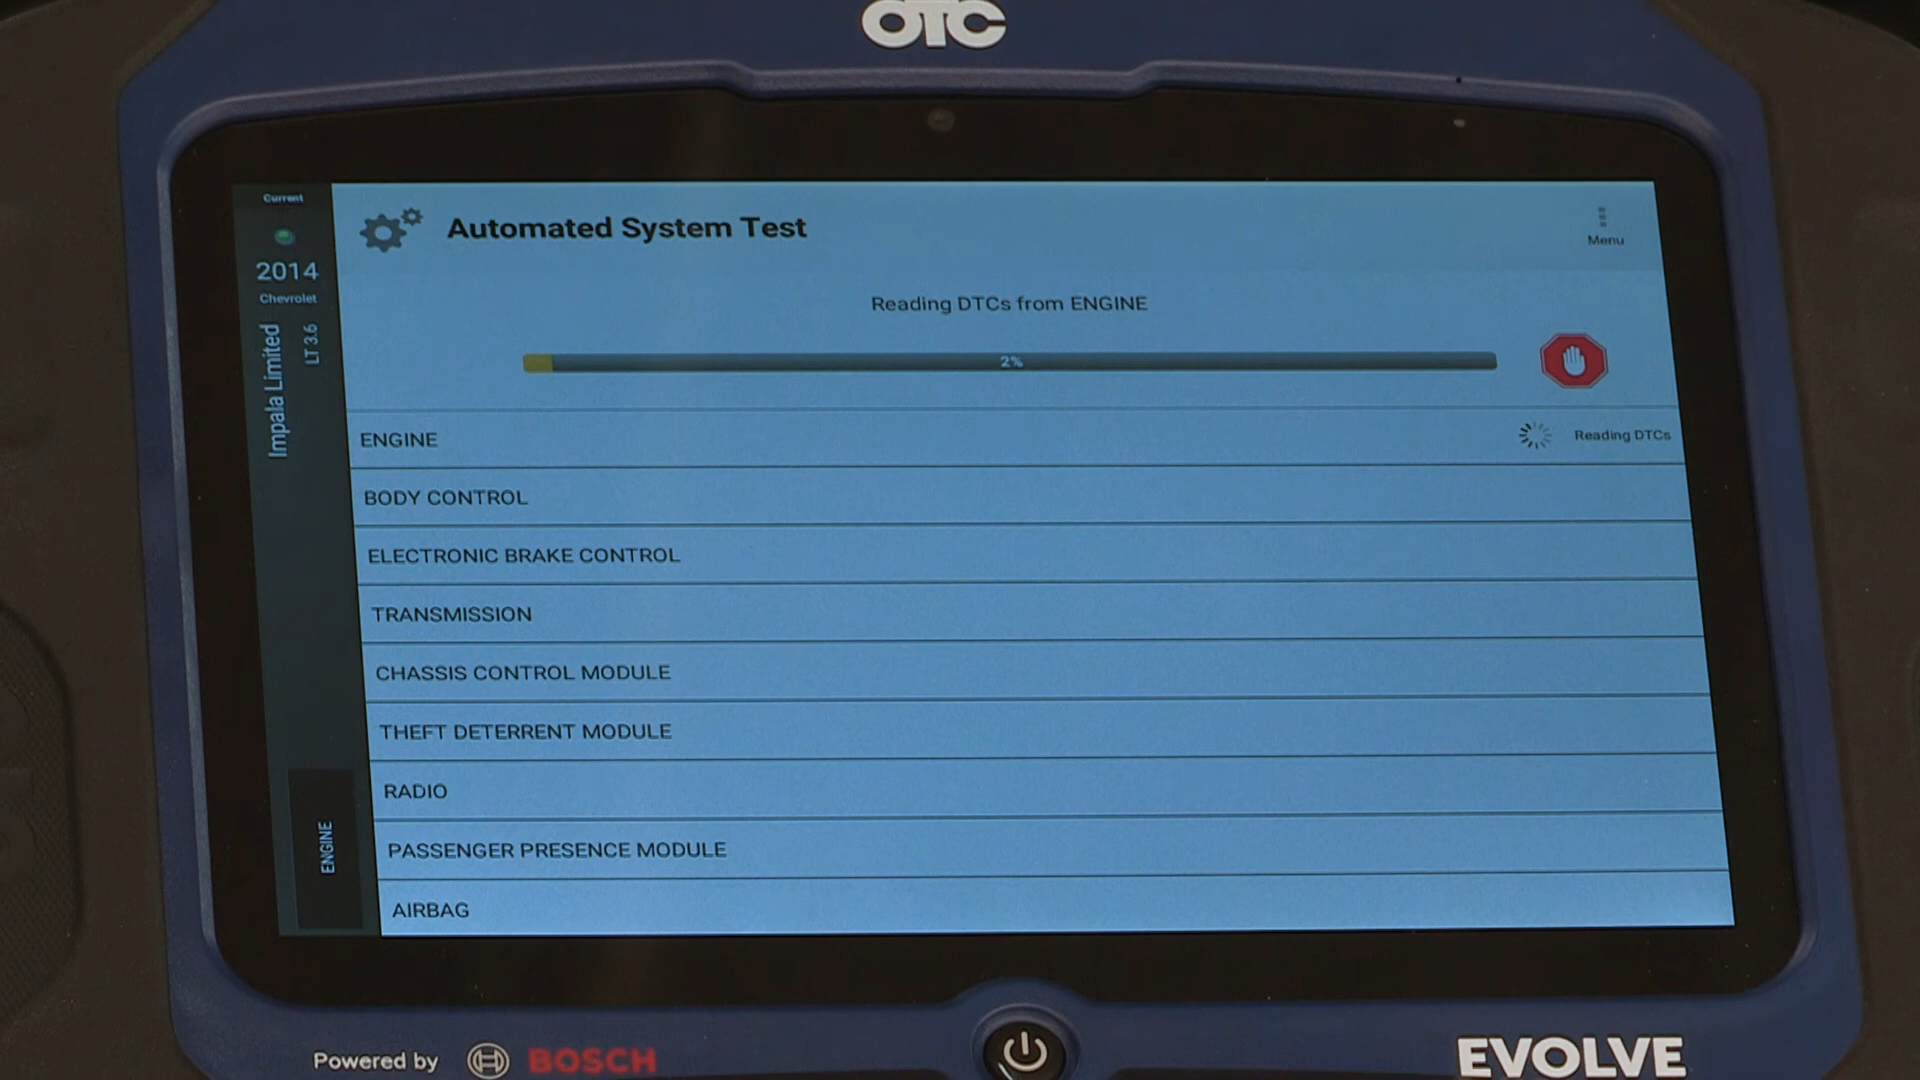 OTC
Current
2014
Chevrolet
Impala Limited
LT 3.6
ENGINE
Automated System Test
Menu
Reading DTCs from ENGINE
2%
ENGINE
Reading DTCs
BODY CONTROL
ELECTRONIC BRAKE CONTROL
TRANSMISSION
CHASSIS CONTROL MODULE
THEFT DETERRENT MODULE
RADIO
PASSENGER PRESENCE MODULE
AIRBAG
Powered by BOSCH
EVOLVE